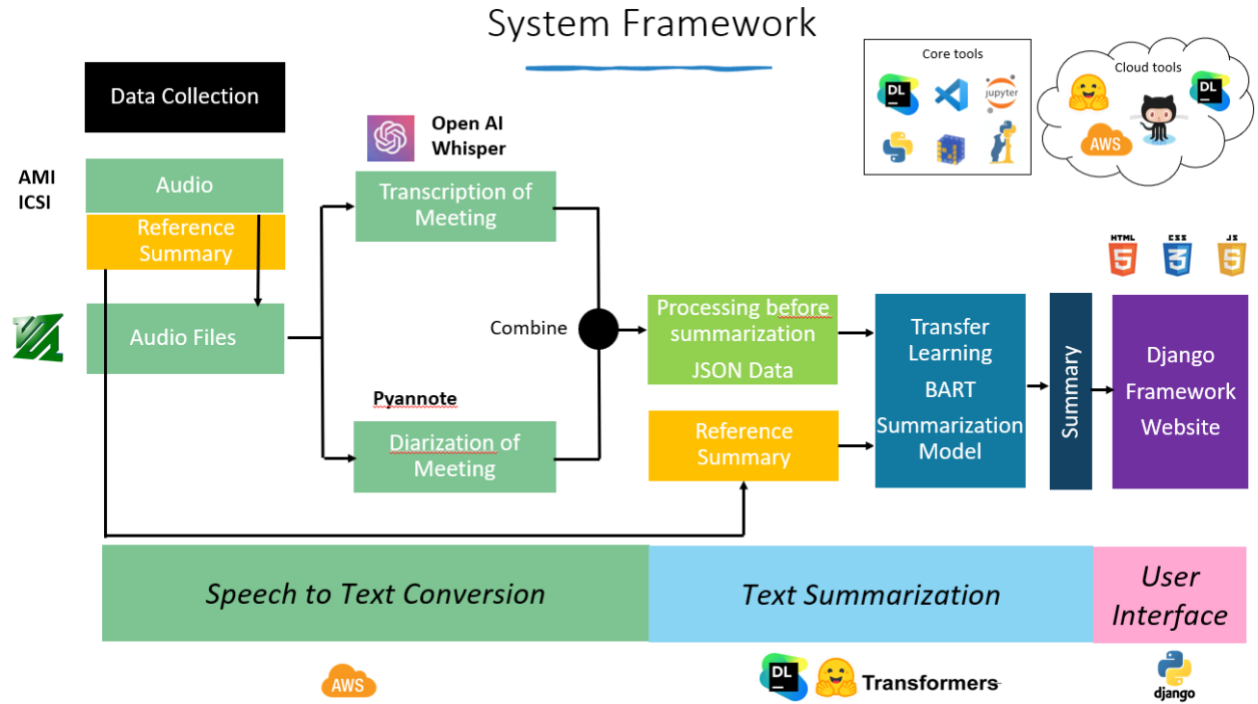 System Framework
Core tools
DL
jupyter
Cloud tools
DL
AWS
Data Collection
AMI
ICSI
Audio
Reference
Summary
Audio Files
Open AI
Whisper
Transcription of
Meeting
Combine
Pyannote
Diarization of
Meeting
Processing before
summarization
JSON Data
Reference
Summary
Transfer
Learning
BART
Summarization
Model
Summary
HTML
5
CSS
3
JS
5
Django
Framework
Website
Speech to Text Conversion
Text Summarization
User
Interface
AWS
DL
Transformers
django